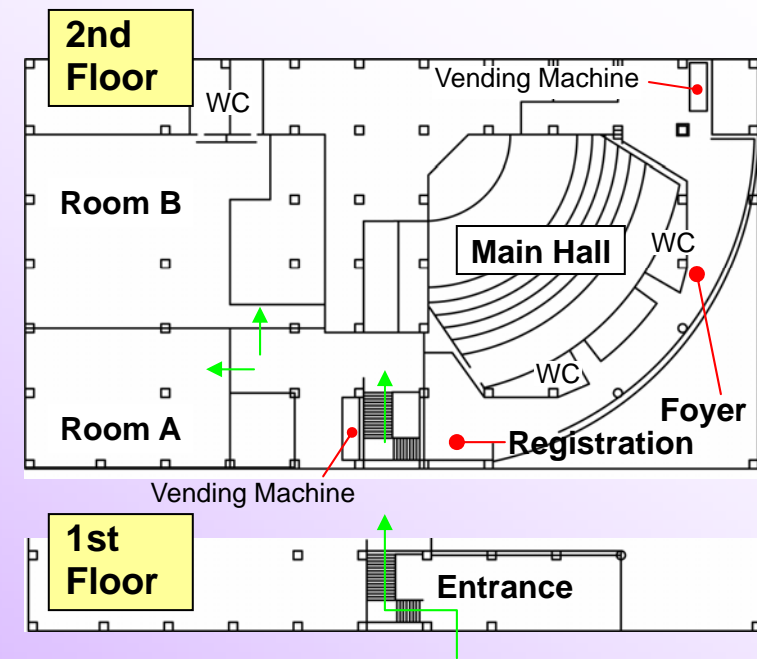 2nd
Floor
Vending Machine
WC
Room B
Main Hall
WC
WC
Foyer
Room A
Registration
Vending Machine
1st
Floor
Entrance